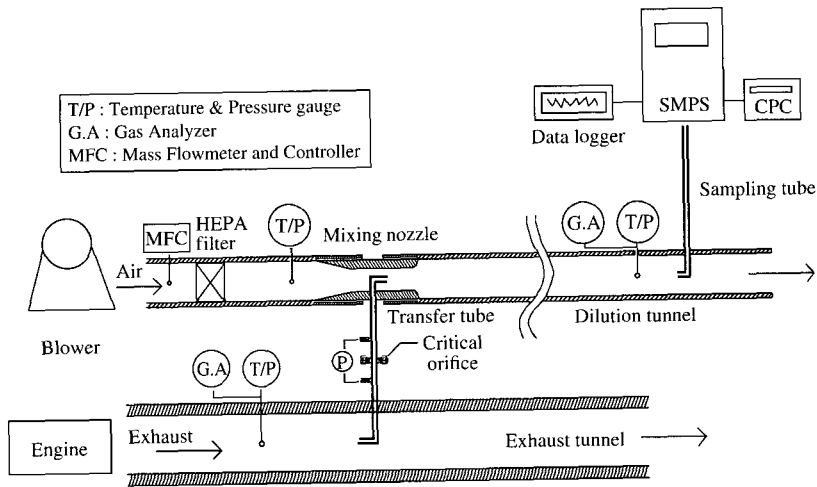 T/P : Temperature & Pressure gauge
G.A : Gas Analyzer
MFC : Mass Flowmeter and Controller
SMPS
CPC
Data logger
Sampling tube
G.A
T/P
MFC
HEPA
filter
T/P
Mixing nozzle
Air
Blower
Transfer tube
Dilution tunnel
P
Critical
orifice
G.A
T/P
Engine
Exhaust
Exhaust tunnel